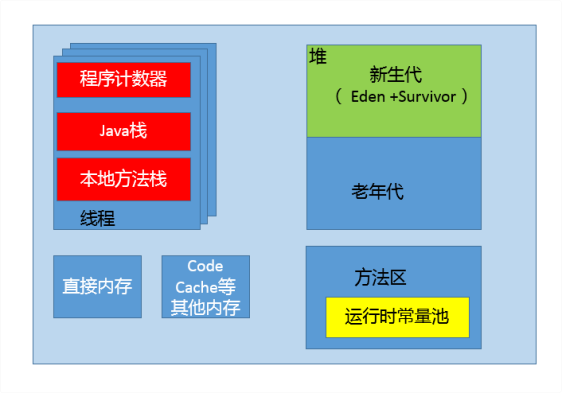 程序计数器
Java栈
本地方法栈
线程
直接内存
Code
Cache等
其他内存
堆
新生代
（ Eden +Survivor ）
老年代
方法区
运行时常量池